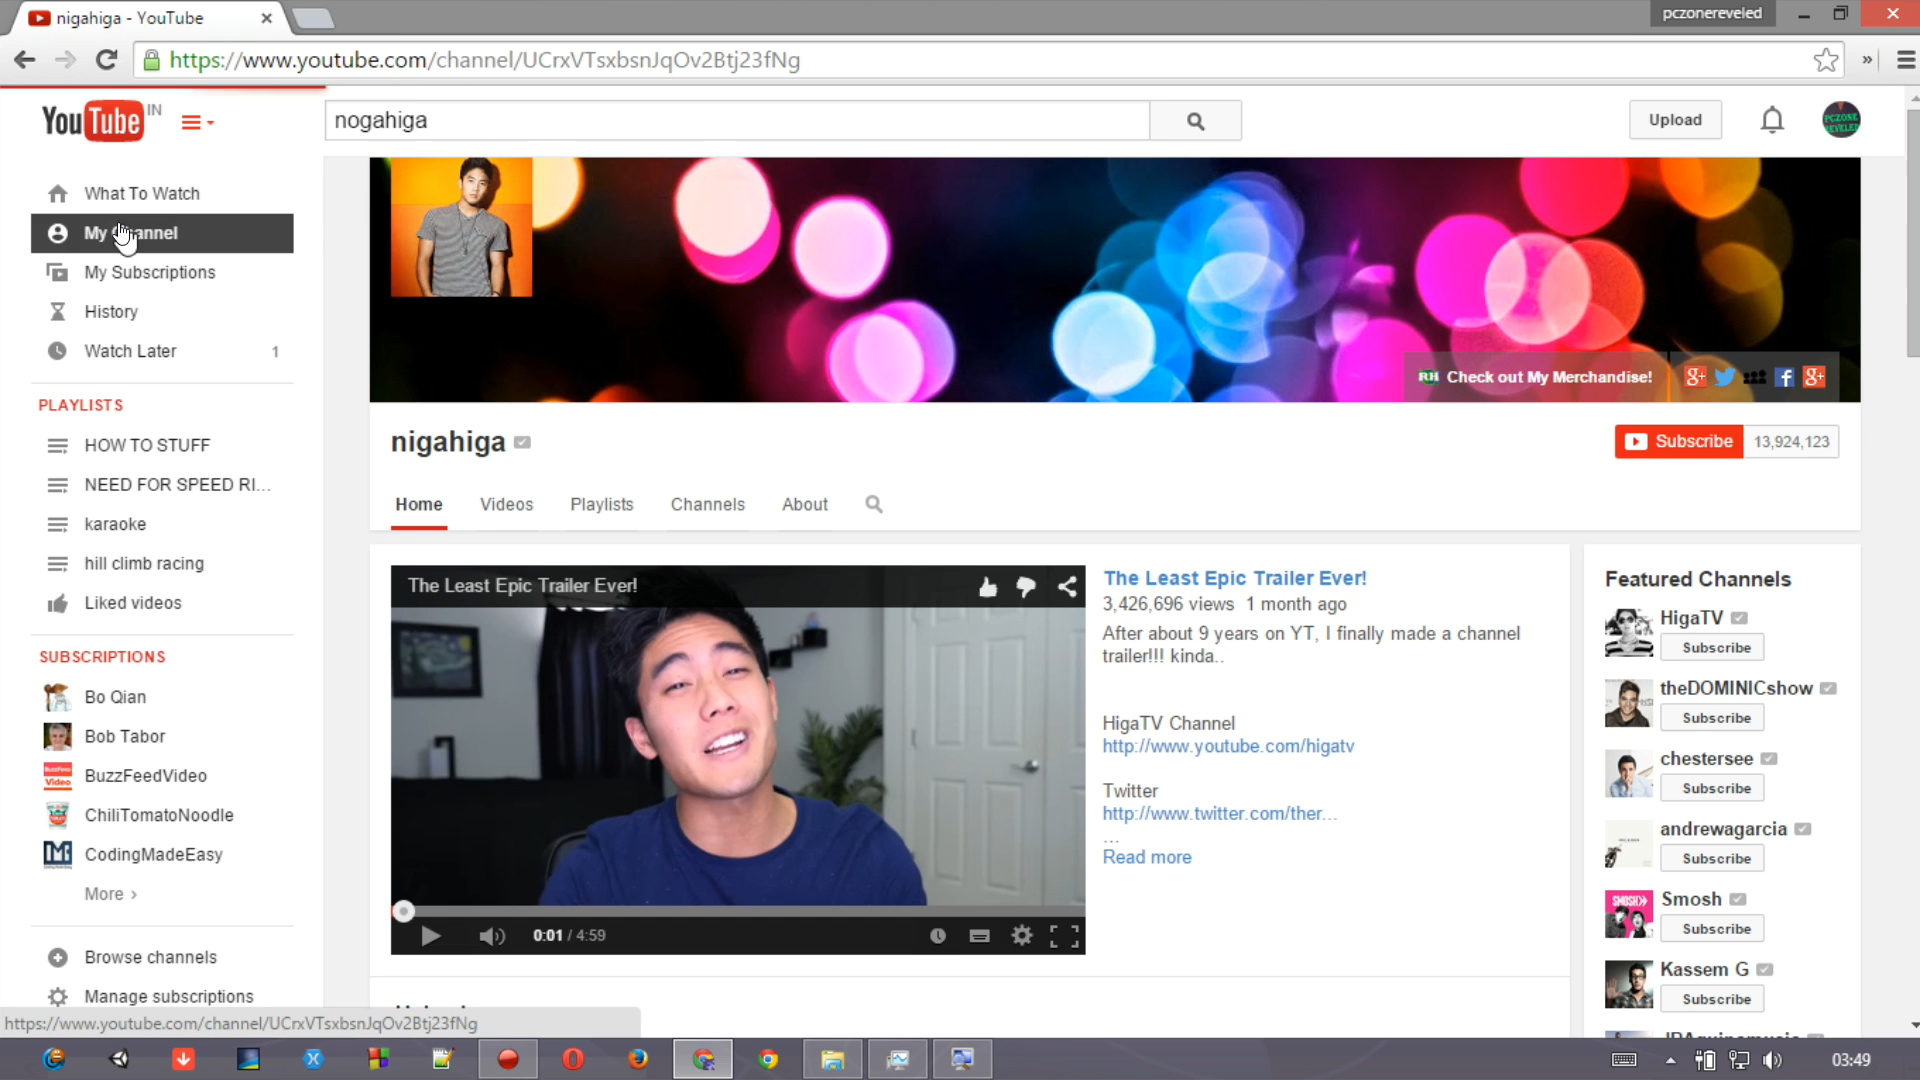 nigahiga - YouTube
pczonereveled
https://www.youtube.com/channel/UCrxVTsxbsnJqOv2Btj23fNg
YouTube IN
nogahiga
Upload
PCZONE
REVELED
What To Watch
My Channel
My Subscriptions
History
Watch Later 1
PLAYLISTS
HOW TO STUFF
NEED FOR SPEED RI...
karaoke
hill climb racing
Liked videos
SUBSCRIPTIONS
Bo Qian
Bob Tabor
BuzzFeedVideo
ChiliTomatoNoodle
CodingMadeEasy
More ›
Browse channels
Manage subscriptions
https://www.youtube.com/channel/UCrxVTsxbsnJqOv2Btj23fNg
RH Check out My Merchandise!
nigahiga
Subscribe 13,924,123
Home Videos Playlists Channels About
The Least Epic Trailer Ever!
0:01 / 4:59
The Least Epic Trailer Ever!
3,426,696 views 1 month ago
After about 9 years on YT, I finally made a channel
trailer!!! kinda..
HigaTV Channel
http://www.youtube.com/higatv
Twitter
http://www.twitter.com/ther...
...
Read more
Featured Channels
HigaTV
Subscribe
theDOMINICshow
Subscribe
chestersee
Subscribe
andrewagarcia
Subscribe
SMOSH
Smosh
Subscribe
Kassem G
Subscribe
03:49